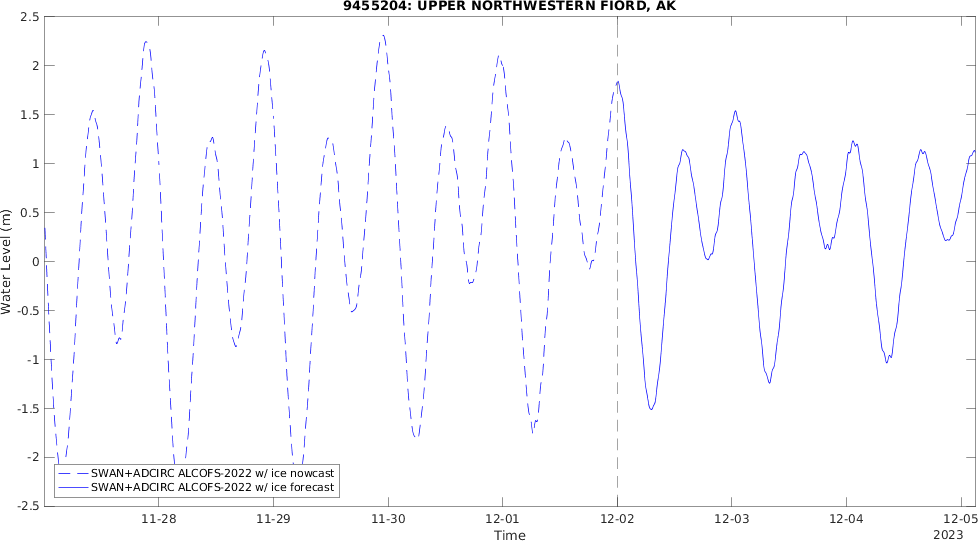 9455204: UPPER NORTHWESTERN FIORD, AK
2.5
2
1.5
1
0.5
0
-0.5
-1
-1.5
-2
-2.5
Water Level (m)
SWAN+ADCIRC ALCOFS-2022 w/ ice nowcast
SWAN+ADCIRC ALCOFS-2022 w/ ice forecast
11-28 11-29 11-30 12-01 12-02 12-03 12-04 12-05
Time
2023